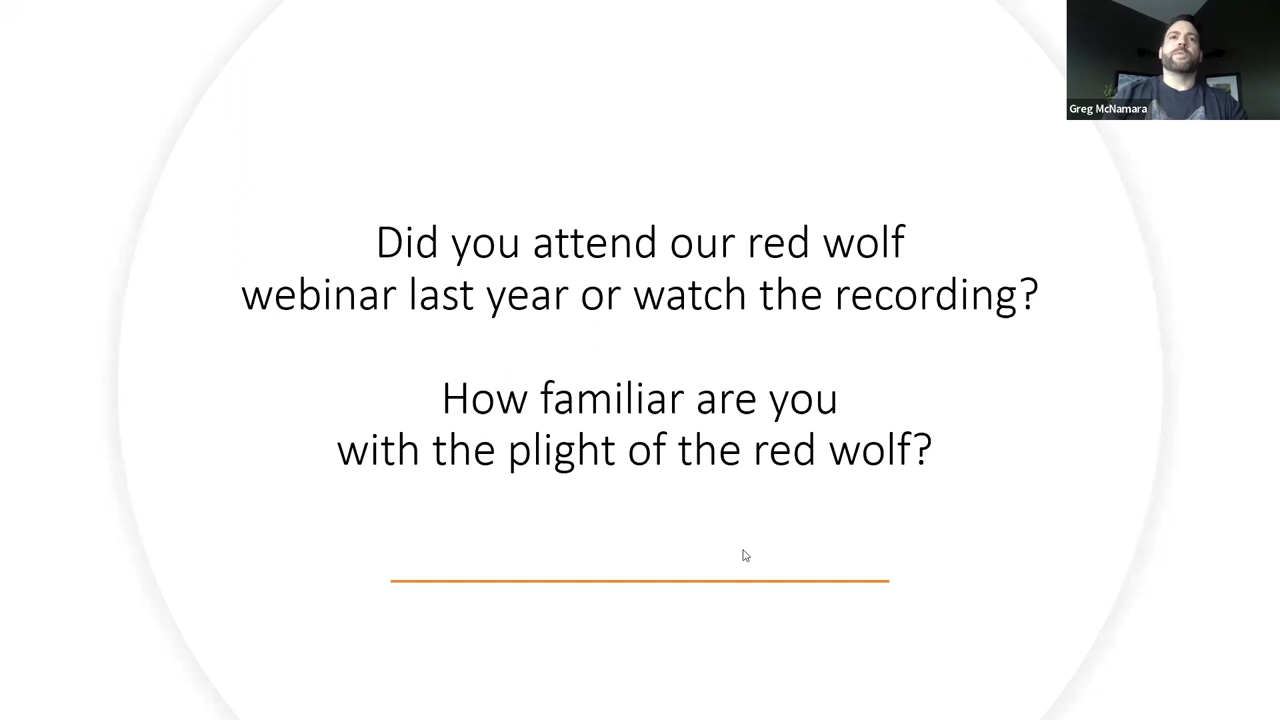 Greg McNamara
Did you attend our red wolf
webinar last year or watch the recording?
How familiar are you
with the plight of the red wolf?